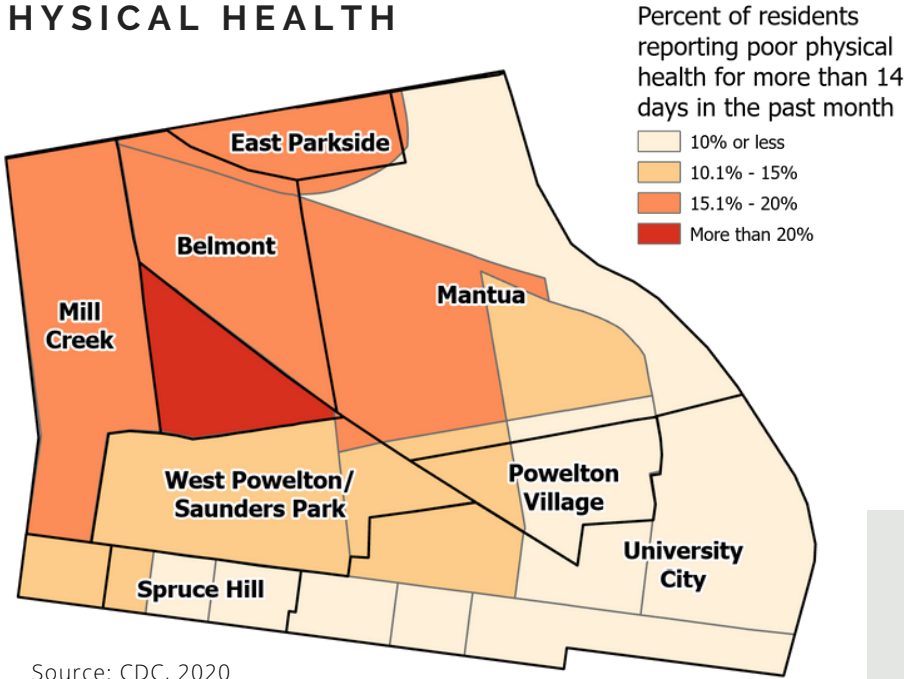 HYSICAL HEALTH
Percent of residents
reporting poor physical
health for more than 14
days in the past month
10% or less
10.1% - 15%
15.1% - 20%
More than 20%
East Parkside
Belmont
Mantua
Mill
Creek
West Powelton/
Saunders Park
Powelton
Village
University
City
Spruce Hill
Source: CDC, 2020